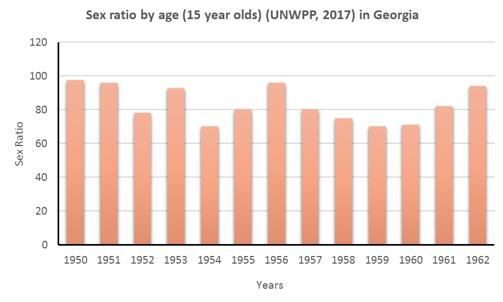 Sex ratio by age (15 year olds) (UNWPP, 2017) in Georgia
120
100
80
60
40
20
0
Sex Ratio
1950 1951 1952 1953 1954 1955 1956 1957 1958 1959 1960 1961 1962
Years